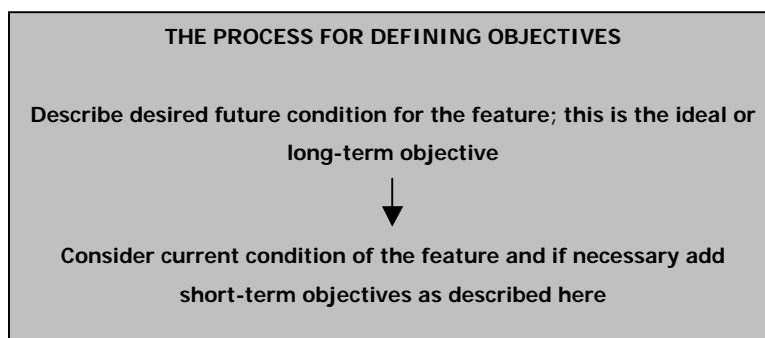 THE PROCESS FOR DEFINING OBJECTIVES
Describe desired future condition for the feature; this is the ideal or
long-term objective
Consider current condition of the feature and if necessary add
short-term objectives as described here